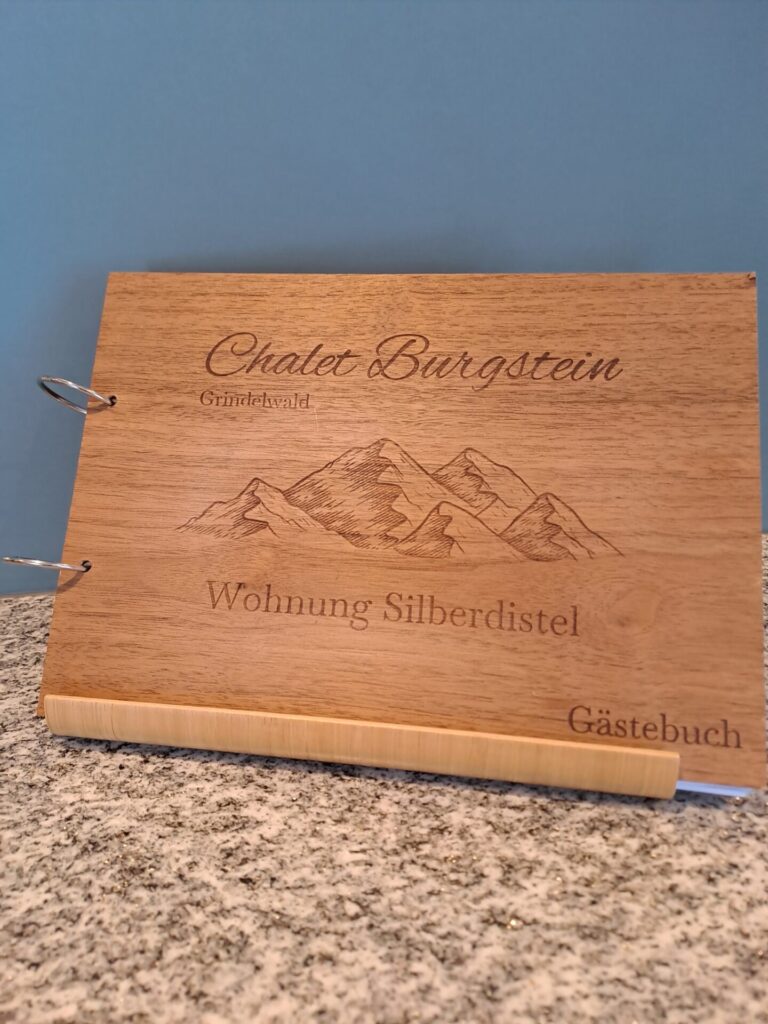 Chalet Burgstein
Grindelwald
Wohnung Silberdistel
Gästebuch